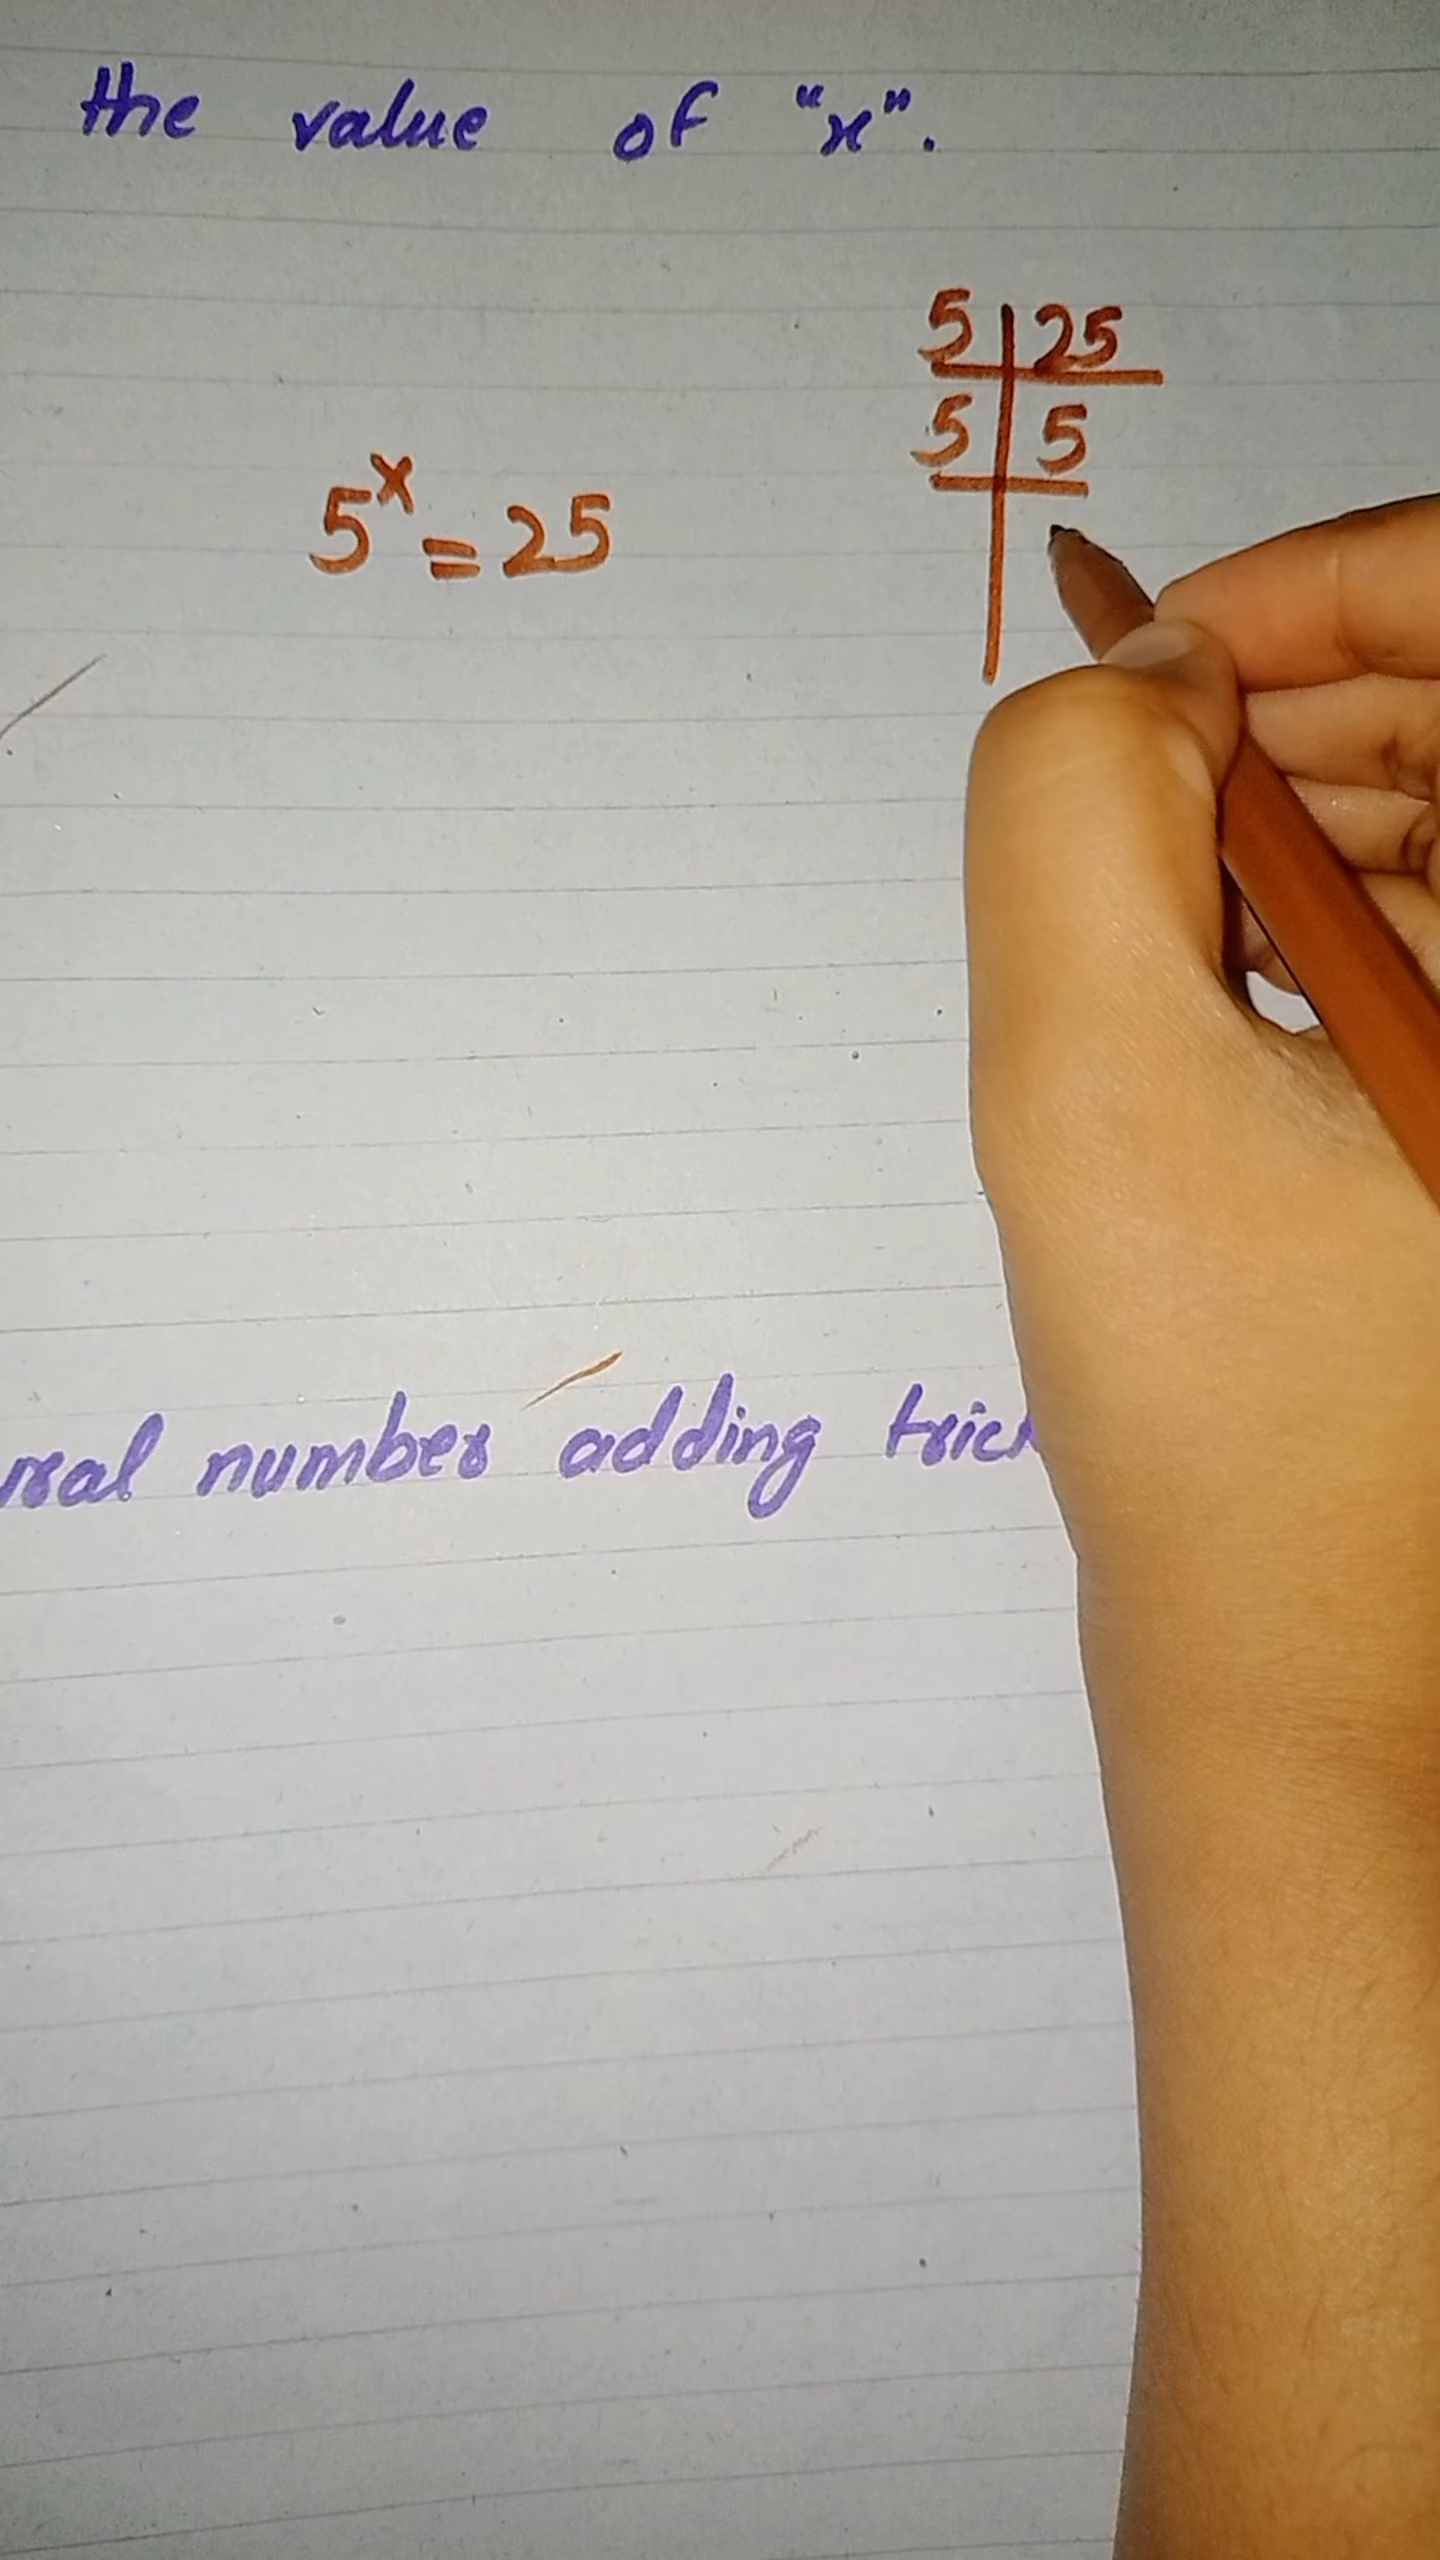 the value of "x".
5 | 25
5 | 5
5ˣ = 25
number adding